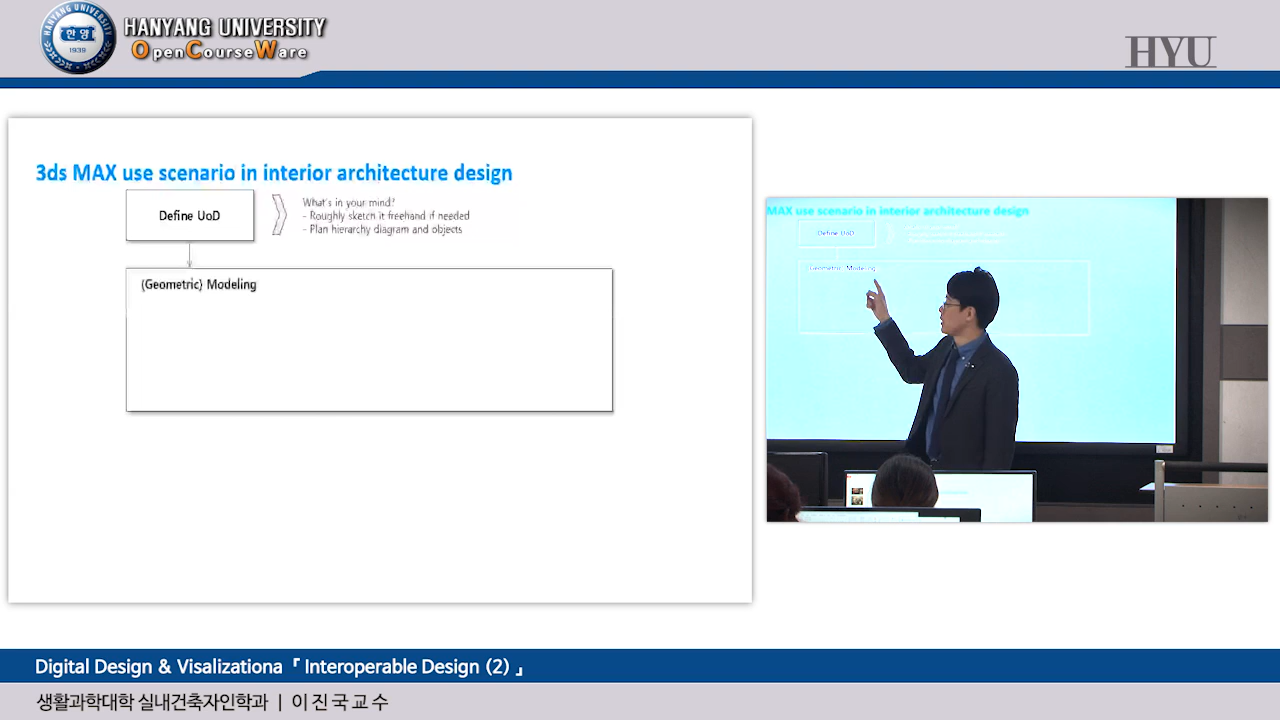 한양
1939
HANYANG UNIVERSITY
OpenCourseWare
HYU
3ds MAX use scenario in interior architecture design
Define UoD
What's in your mind?
- Roughly sketch it freehand if needed
- Plan hierarchy diagram and objects
(Geometric) Modeling
MAX use scenario in interior architecture design
Define UoD
(Geometric) Modeling
Digital Design & Visalizationa 「 Interoperable Design (2) 」
생활과학대학 실내건축자인학과 | 이 진 국 교 수